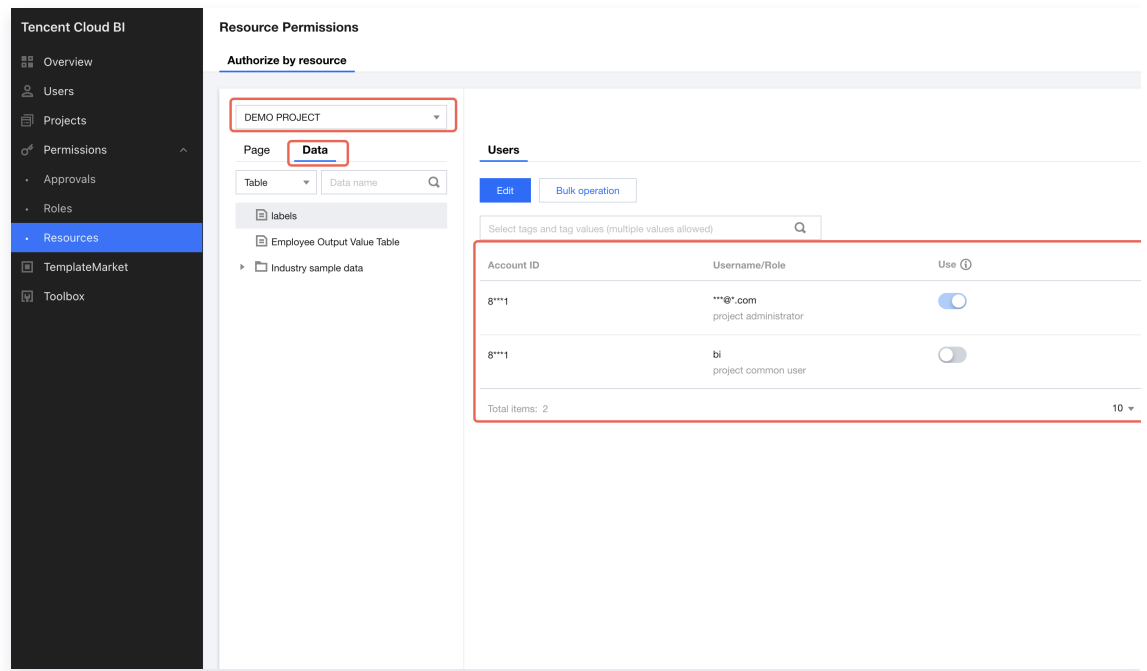 Tencent Cloud BI
Overview
Users
Projects
Permissions
Approvals
Roles
Resources
TemplateMarket
Toolbox
Resource Permissions
Authorize by resource
DEMO PROJECT
Page Data
Table Data name
labels
Employee Output Value Table
Industry sample data
Users
Edit Bulk operation
Select tags and tag values (multiple values allowed)
Account ID Username/Role Use
8***1 ***@*.com
project administrator
8***1 bi
project common user
Total items: 2 10